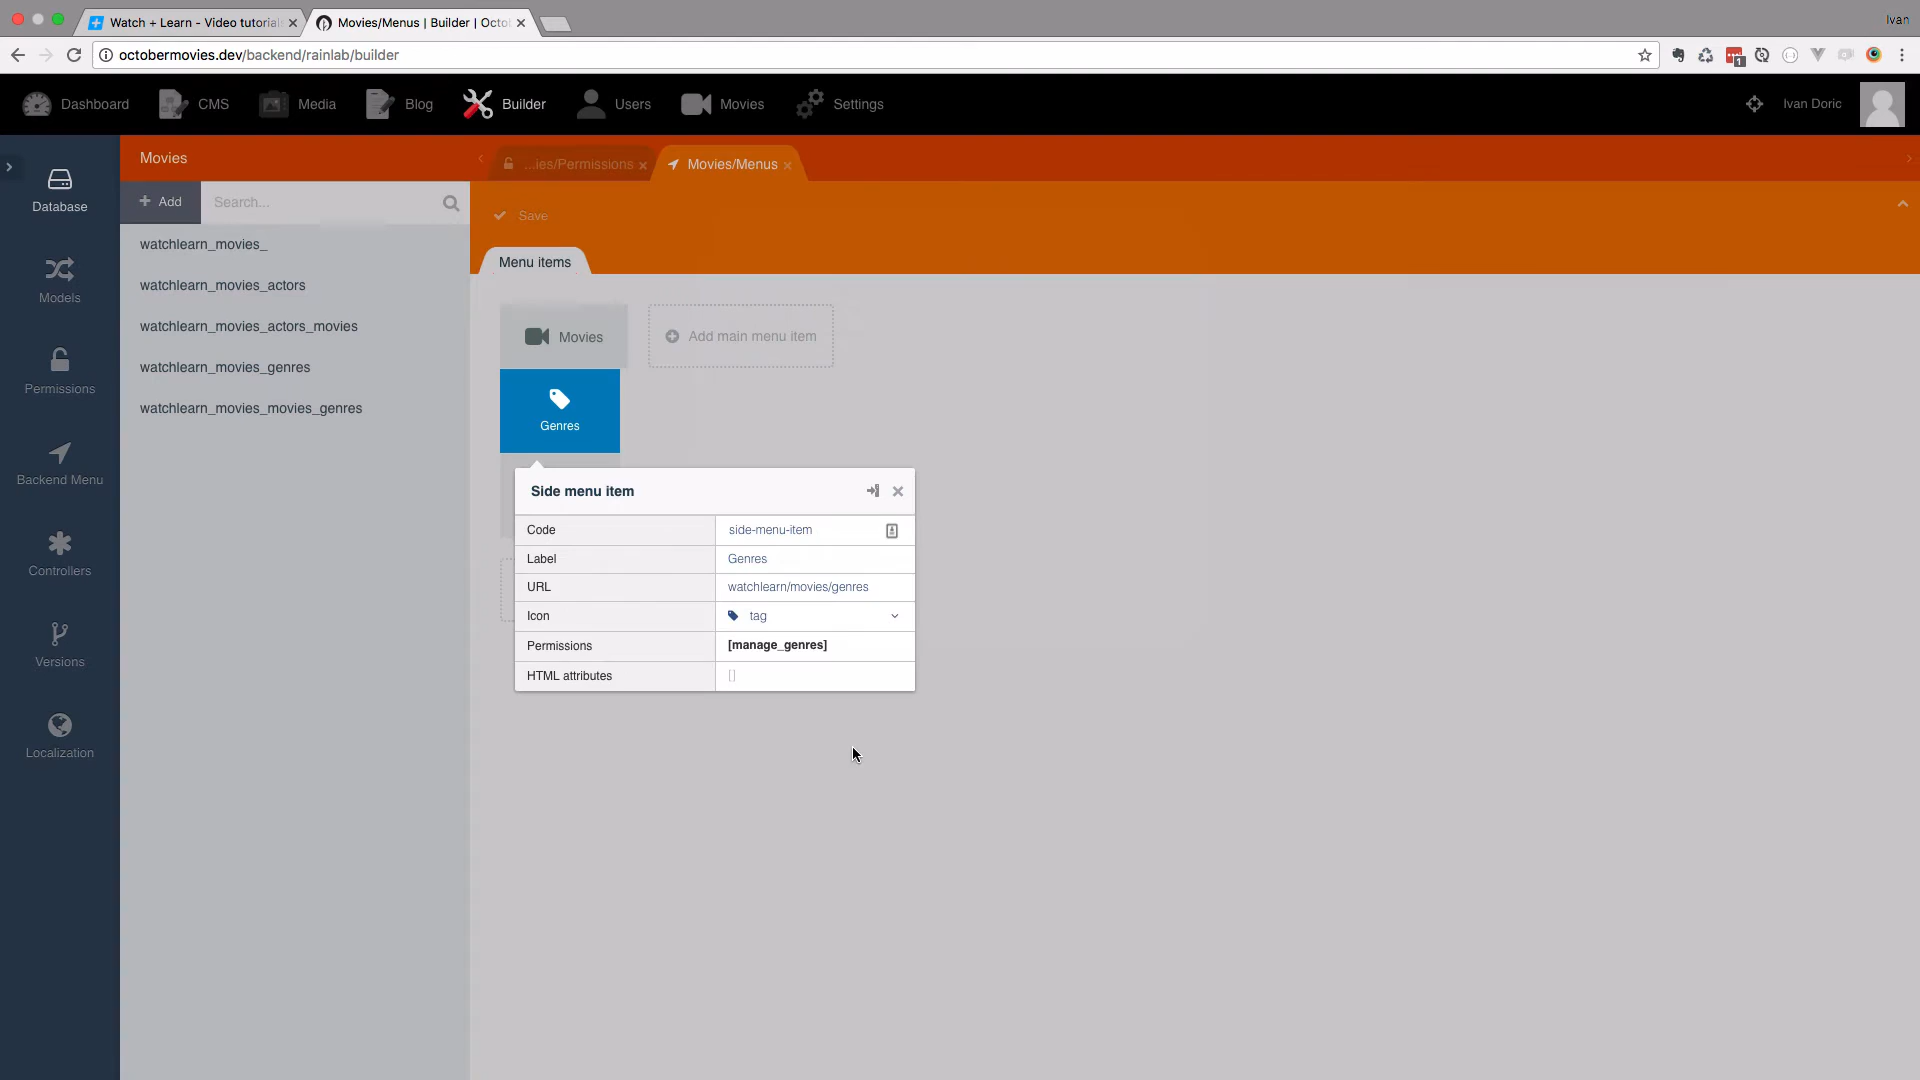 Watch + Learn - Video tutorial
Movies/Menus | Builder | Octo
Ivan
octobermovies.dev/backend/rainlab/builder
1
Dashboard
CMS
Media
Blog
Builder
Users
Movies
Settings
Ivan Doric
Movies
...ies/Permissions
Movies/Menus
Database
Models
Permissions
Backend Menu
Controllers
Versions
Localization
Add
Search...
watchlearn_movies_
watchlearn_movies_actors
watchlearn_movies_actors_movies
watchlearn_movies_genres
watchlearn_movies_movies_genres
Save
Menu items
Movies
Add main menu item
Genres
Side menu item
Code side-menu-item
Label Genres
URL watchlearn/movies/genres
Icon tag
Permissions [manage_genres]
HTML attributes []